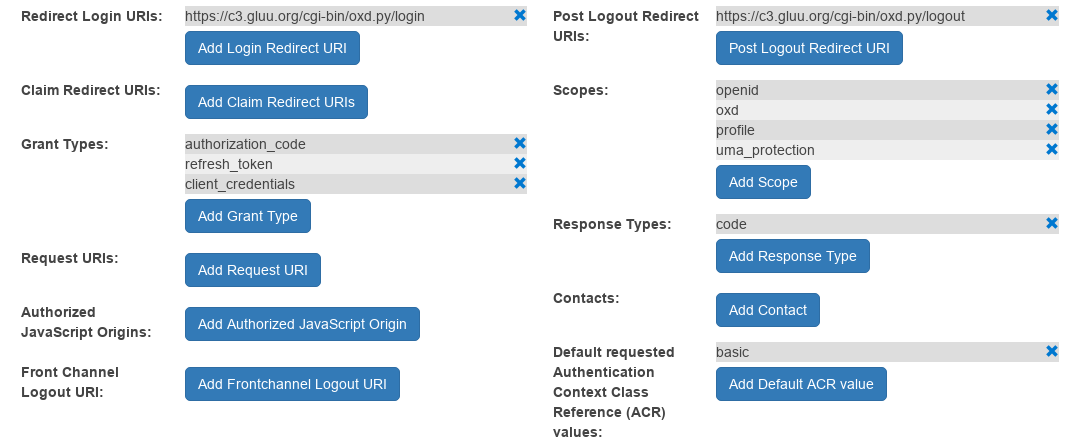 Redirect Login URIs:
https://c3.gluu.org/cgi-bin/oxd.py/login
Add Login Redirect URI
Claim Redirect URIs:
Add Claim Redirect URIs
Grant Types:
authorization_code
refresh_token
client_credentials
Add Grant Type
Request URIs:
Add Request URI
Authorized
JavaScript Origins:
Add Authorized JavaScript Origin
Front Channel
Logout URI:
Add Frontchannel Logout URI
Post Logout Redirect
URIs:
https://c3.gluu.org/cgi-bin/oxd.py/logout
Post Logout Redirect URI
Scopes:
openid
oxd
profile
uma_protection
Add Scope
Response Types:
code
Add Response Type
Contacts:
Add Contact
Default requested
Authentication
Context Class
Reference (ACR)
values:
basic
Add Default ACR value